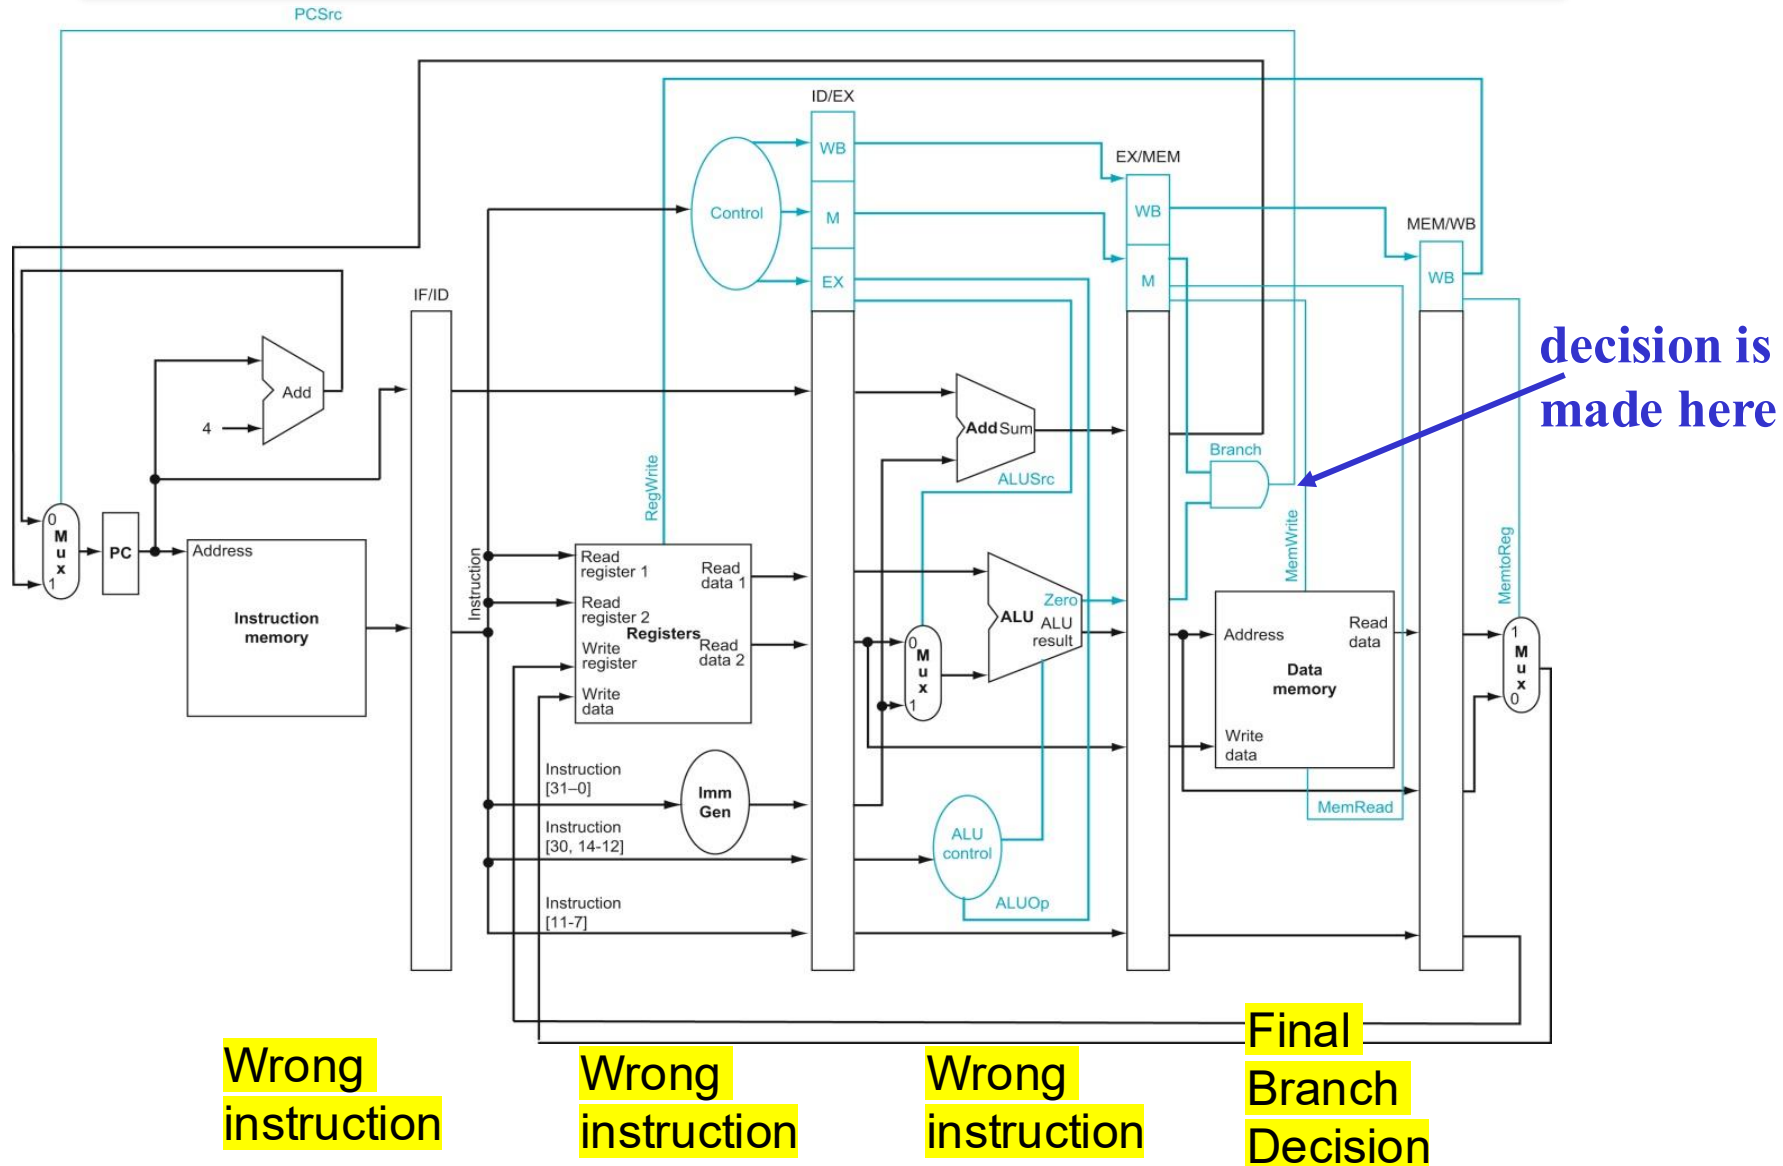 PCSrc
ID/EX
WB
EX/MEM
Control
M
WB
MEM/WB
EX
M
WB
IF/ID
decision is
made here
Add
4
Add Sum
Branch
ALUSrc
RegWrite
MemWrite
MemtoReg
0
M
u
x
1
PC
Address
Instruction
memory
Instruction
Read
register 1
Read
data 1
Read
register 2
Registers
Write
register
Read
data 2
Write
data
0
M
u
x
1
Zero
ALU
ALU
result
Address
Read
data
Data
memory
Write
data
1
M
u
x
0
MemRead
Instruction
[31–0]
Imm
Gen
Instruction
[30, 14-12]
ALU
control
Instruction
[11-7]
ALUOp
Wrong
instruction
Wrong
instruction
Wrong
instruction
Final
Branch
Decision